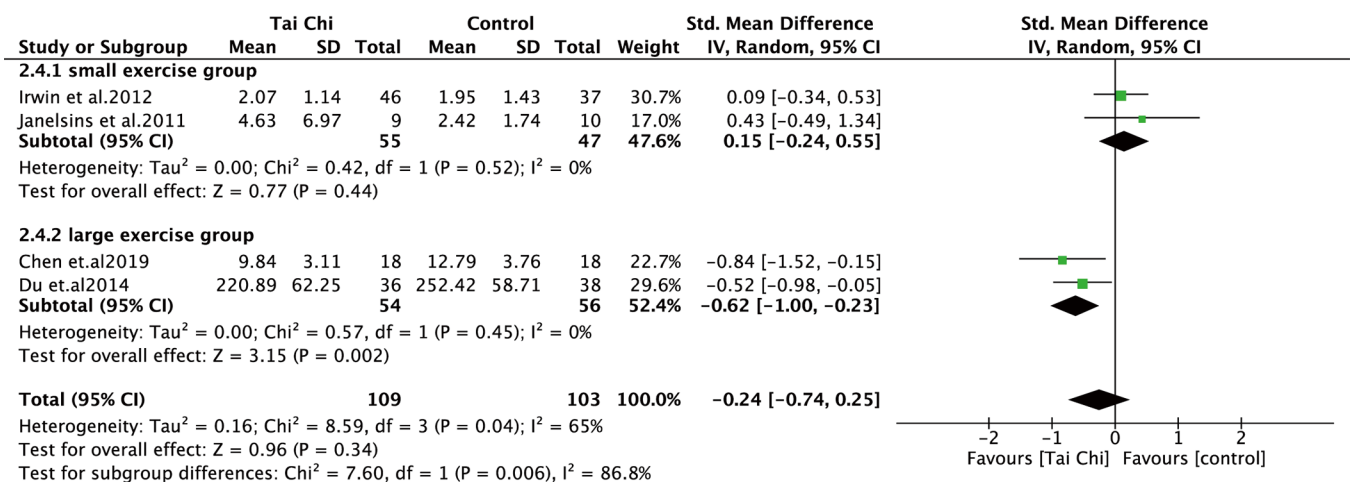 Tai Chi Control Std. Mean Difference Std. Mean Difference
Study or Subgroup Mean SD Total Mean SD Total Weight IV, Random, 95% CI IV, Random, 95% CI
2.4.1 small exercise group
Irwin et al.2012 2.07 1.14 46 1.95 1.43 37 30.7% 0.09 [−0.34, 0.53]
Janelsins et al.2011 4.63 6.97 9 2.42 1.74 10 17.0% 0.43 [−0.49, 1.34]
Subtotal (95% CI) 55 47 47.6% 0.15 [−0.24, 0.55]
Heterogeneity: Tau² = 0.00; Chi² = 0.42, df = 1 (P = 0.52); I² = 0%
Test for overall effect: Z = 0.77 (P = 0.44)
2.4.2 large exercise group
Chen et.al2019 9.84 3.11 18 12.79 3.76 18 22.7% −0.84 [−1.52, −0.15]
Du et.al2014 220.89 62.25 36 252.42 58.71 38 29.6% −0.52 [−0.98, −0.05]
Subtotal (95% CI) 54 56 52.4% −0.62 [−1.00, −0.23]
Heterogeneity: Tau² = 0.00; Chi² = 0.57, df = 1 (P = 0.45); I² = 0%
Test for overall effect: Z = 3.15 (P = 0.002)
Total (95% CI) 109 103 100.0% −0.24 [−0.74, 0.25]
Heterogeneity: Tau² = 0.16; Chi² = 8.59, df = 3 (P = 0.04); I² = 65%
Test for overall effect: Z = 0.96 (P = 0.34)
Test for subgroup differences: Chi² = 7.60, df = 1 (P = 0.006), I² = 86.8%
−2 −1 0 1 2
Favours [Tai Chi] Favours [control]